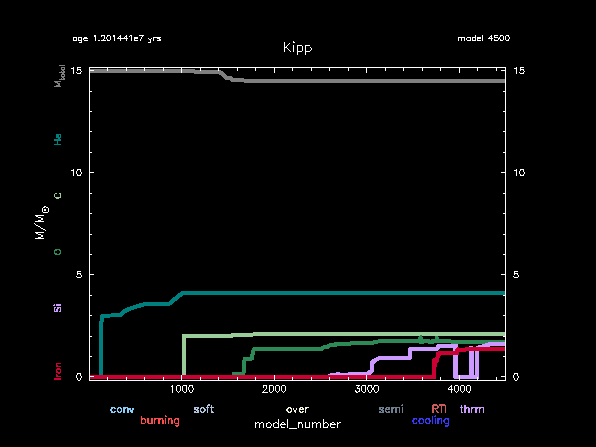 age 1.201441e7 yrs
model 4500
Kipp
M_total
He
C
O
Si
Iron
M/M☉
15
10
5
0
15
10
5
0
1000 2000 3000 4000
conv soft over semi RTI thrm
burning cooling
model_number